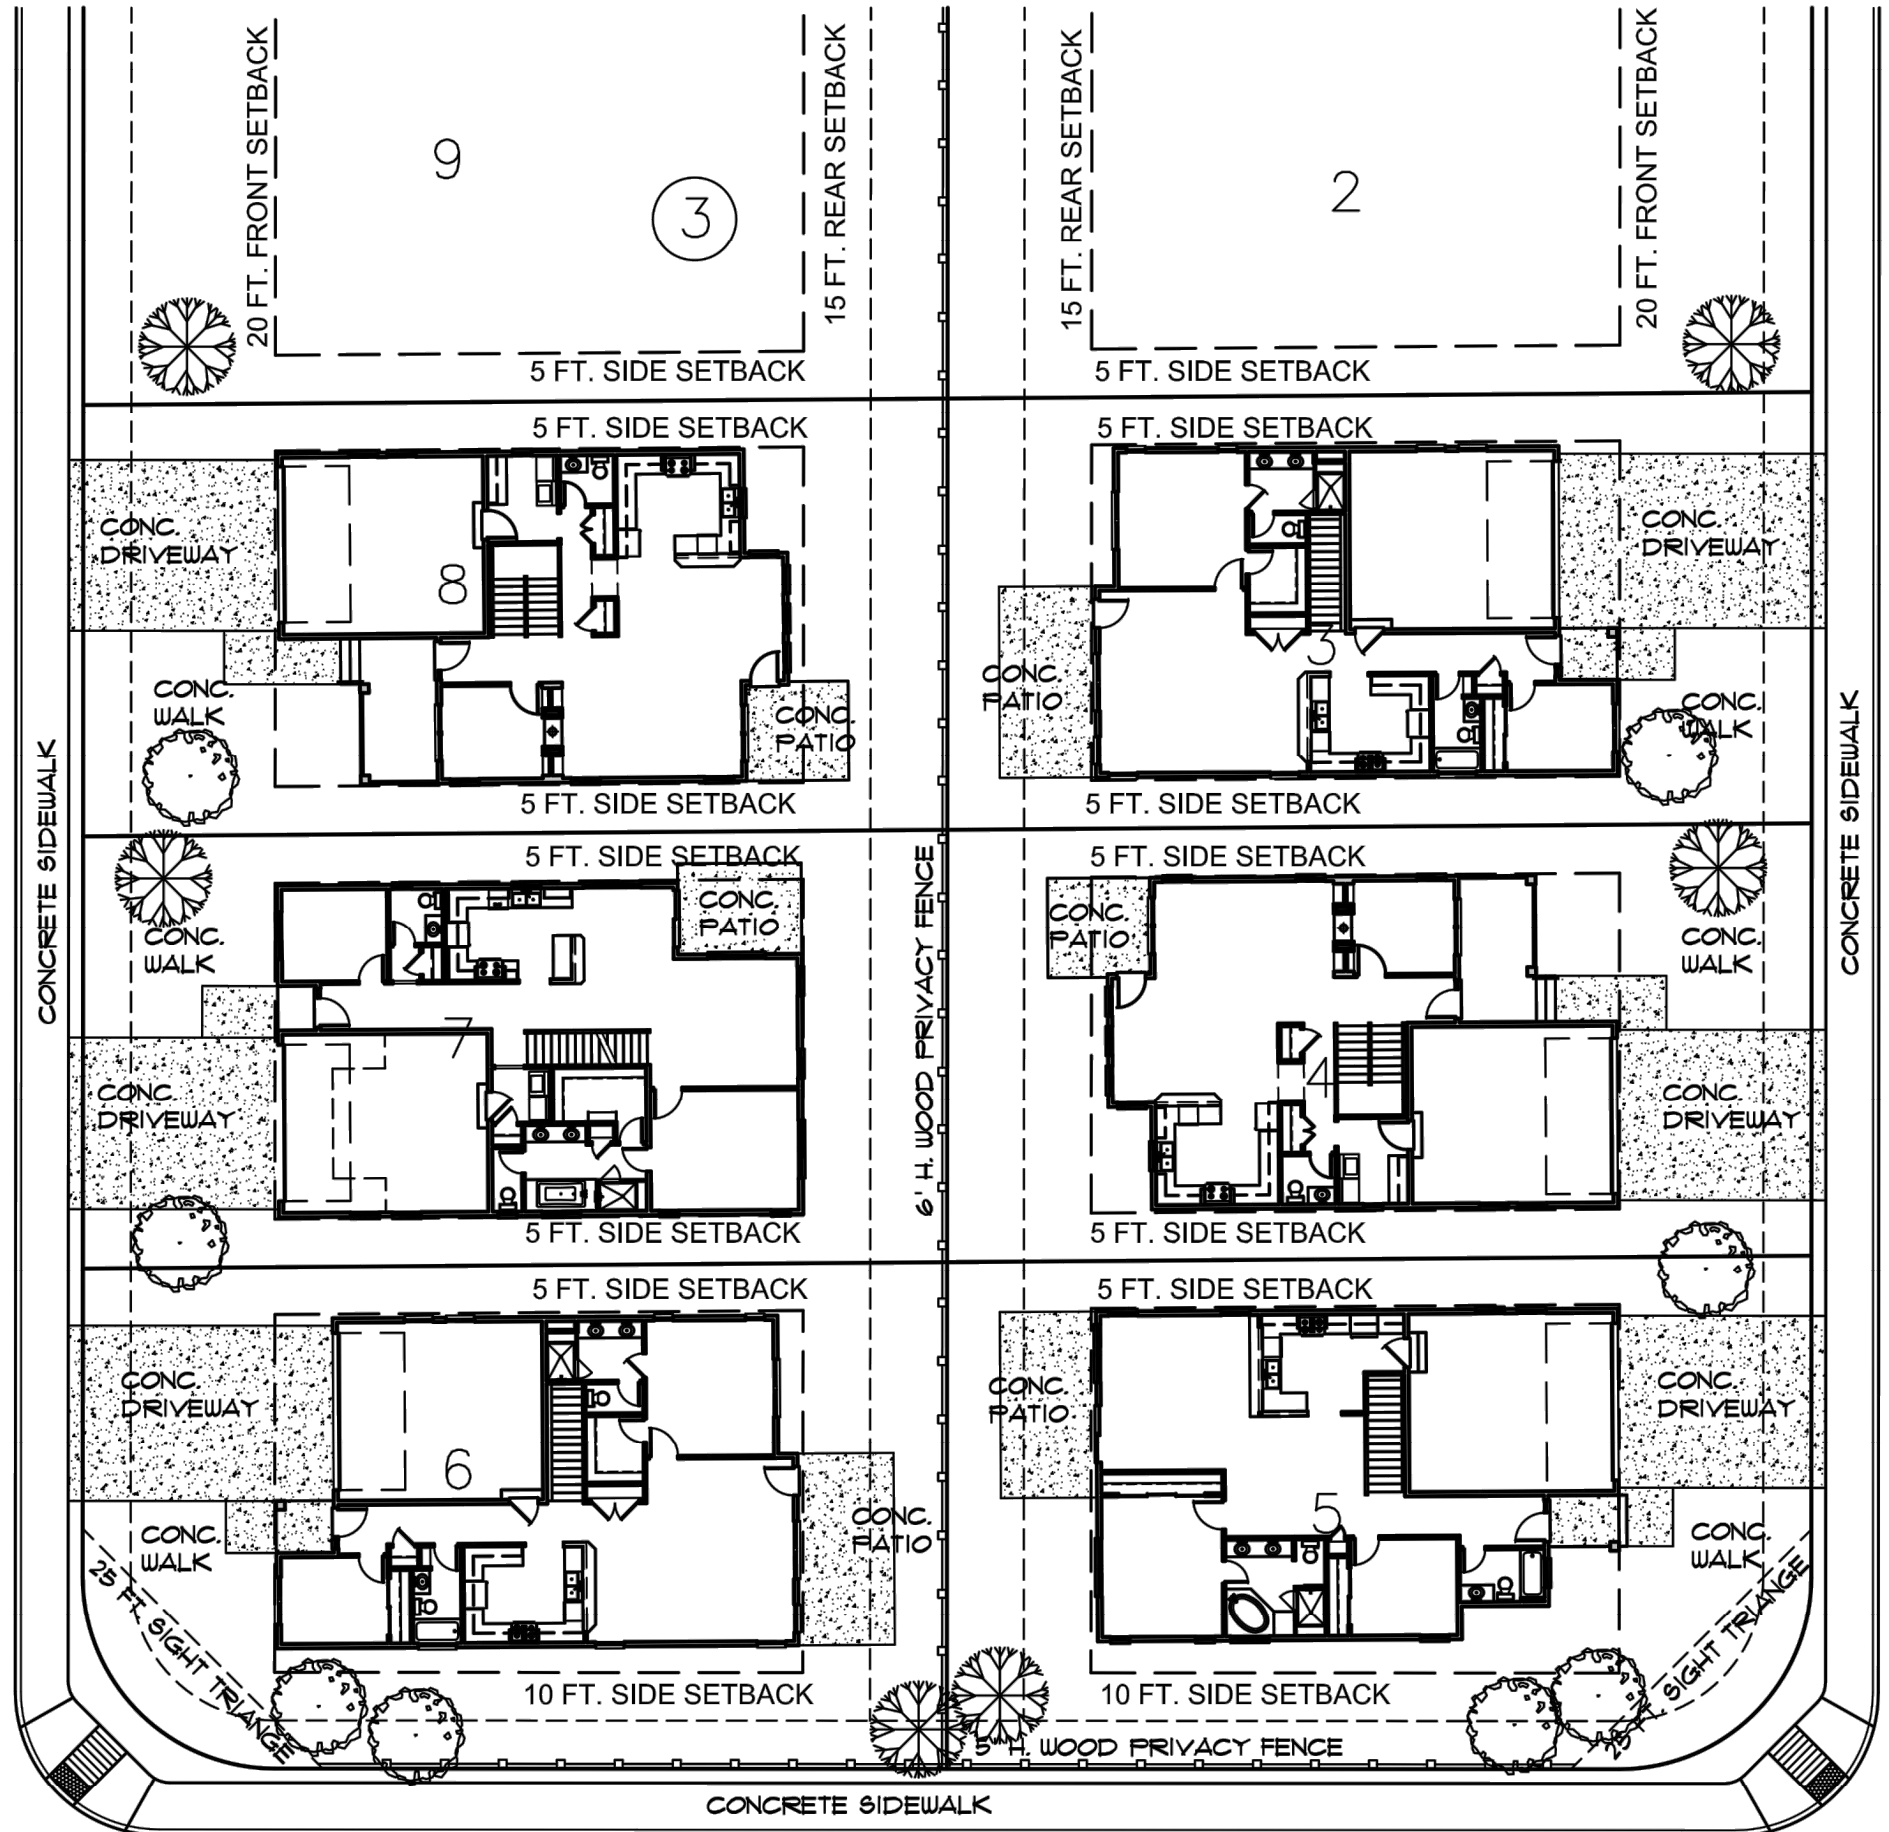 20 FT. FRONT SETBACK
9
3
15 FT. REAR SETBACK
15 FT. REAR SETBACK
2
20 FT. FRONT SETBACK
5 FT. SIDE SETBACK
5 FT. SIDE SETBACK
5 FT. SIDE SETBACK
5 FT. SIDE SETBACK
CONC.
DRIVEWAY
8
CONC.
WALK
CONC.
PATIO
CONC.
PATIO
3
CONC.
DRIVEWAY
CONC.
WALK
5 FT. SIDE SETBACK
5 FT. SIDE SETBACK
CONCRETE SIDEWALK
CONCRETE SIDEWALK
5 FT. SIDE SETBACK
5 FT. SIDE SETBACK
CONC.
WALK
CONC.
PATIO
6' H. WOOD PRIVACY FENCE
CONC.
PATIO
CONC.
WALK
7
CONC.
DRIVEWAY
4
CONC.
DRIVEWAY
5 FT. SIDE SETBACK
5 FT. SIDE SETBACK
5 FT. SIDE SETBACK
5 FT. SIDE SETBACK
CONC.
DRIVEWAY
6
CONC.
WALK
CONC.
PATIO
CONC.
PATIO
5
CONC.
DRIVEWAY
CONC.
WALK
25 FT. SIGHT TRIANGE
10 FT. SIDE SETBACK
10 FT. SIDE SETBACK
25' SIGHT TRIANGE
5' H. WOOD PRIVACY FENCE
CONCRETE SIDEWALK